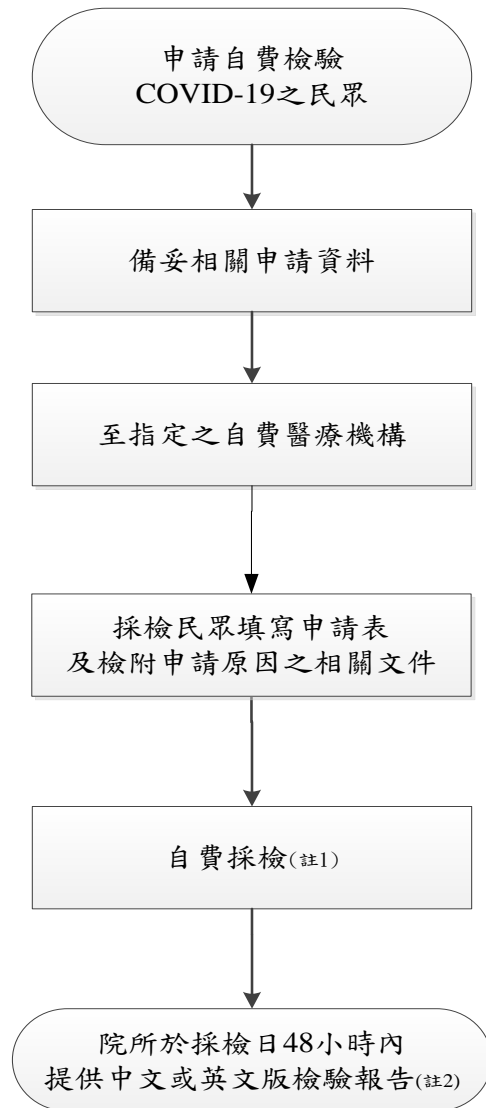 申請自費檢驗
COVID-19之民眾
備妥相關申請資料
至指定之自費醫療機構
採檢民眾填寫申請表
及檢附申請原因之相關文件
自費採檢(註1)
院所於採檢日48小時內
提供中文或英文版檢驗報告(註2)